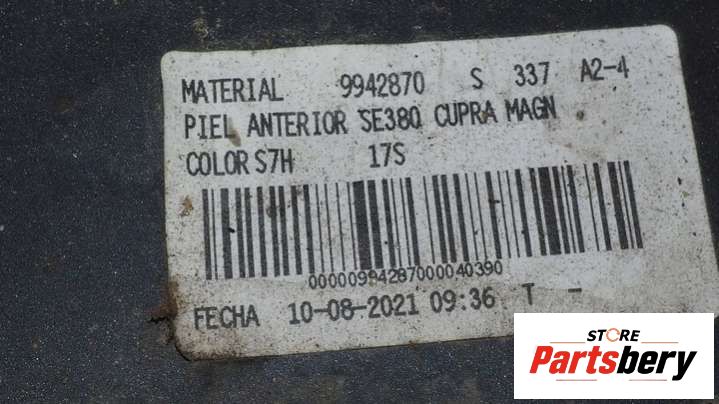 MATERIAL 9942870 S 337 A2-4
PIEL ANTERIOR SE380 CUPRA MAGN
COLOR S7H 17S
00000994287000040390
FECHA 10-08-2021 09:36 T -
STORE
Partsbery